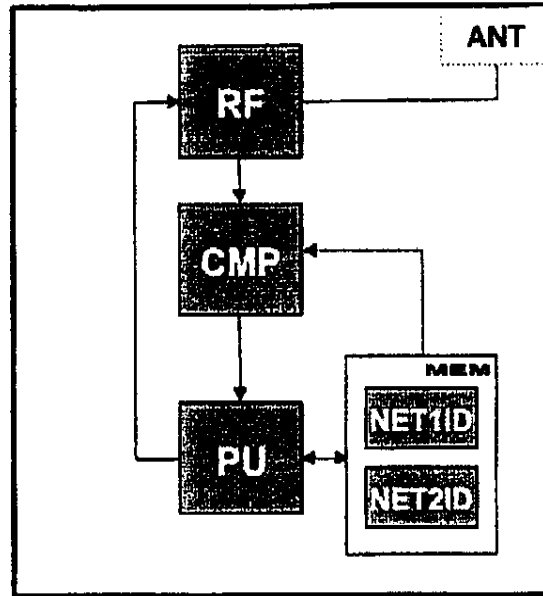 ANT
RF
CMP
MEM
NET1ID
PU
NET2ID